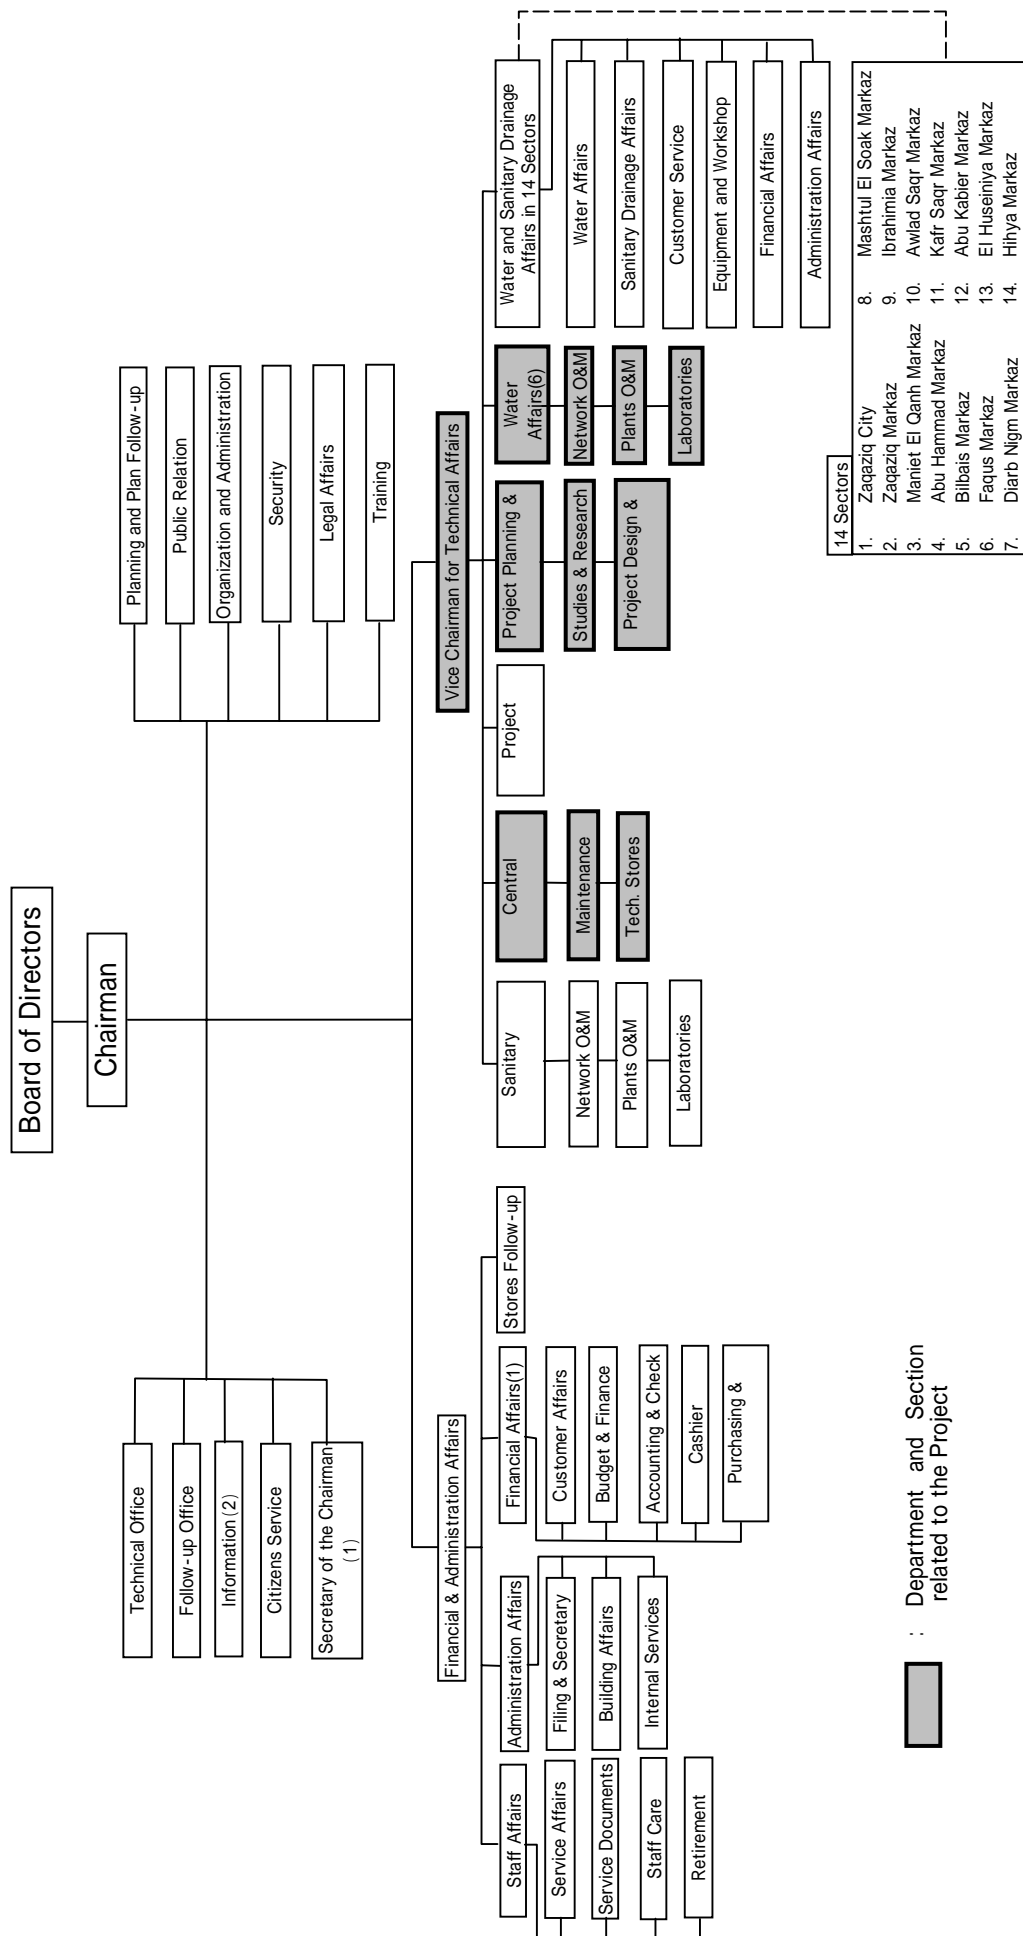 Board of Directors
Chairman
Technical Office
Follow-up Office
Information (2)
Citizens Service
Secretary of the Chairman
(1)
Planning and Plan Follow-up
Public Relation
Organization and Administration
Security
Legal Affairs
Training
Financial & Administration Affairs
Staff Affairs
Service Affairs
Service Documents
Staff Care
Retirement
Administration Affairs
Filing & Secretary
Building Affairs
Internal Services
Financial Affairs(1)
Customer Affairs
Budget & Finance
Accounting & Check
Cashier
Purchasing &
Stores Follow-up
Vice Chairman for Technical Affairs
Sanitary
Network O&M
Plants O&M
Laboratories
Central
Maintenance
Tech. Stores
Project
Project Planning &
Studies & Research
Project Design &
Water
Affairs(6)
Network O&M
Plants O&M
Laboratories
Water and Sanitary Drainage
Affairs in 14 Sectors
Water Affairs
Sanitary Drainage Affairs
Customer Service
Equipment and Workshop
Financial Affairs
Administration Affairs
14 Sectors
1. Zaqaziq City
2. Zaqaziq Markaz
3. Maniet El Qanh Markaz
4. Abu Hammad Markaz
5. Bilbais Markaz
6. Faqus Markaz
7. Diarb Nigm Markaz
8. Mashtul El Soak Markaz
9. Ibrahimia Markaz
10. Awlad Saqr Markaz
11. Kafr Saqr Markaz
12. Abu Kabier Markaz
13. El Huseiniya Markaz
14. Hihya Markaz
: Department and Section
related to the Project